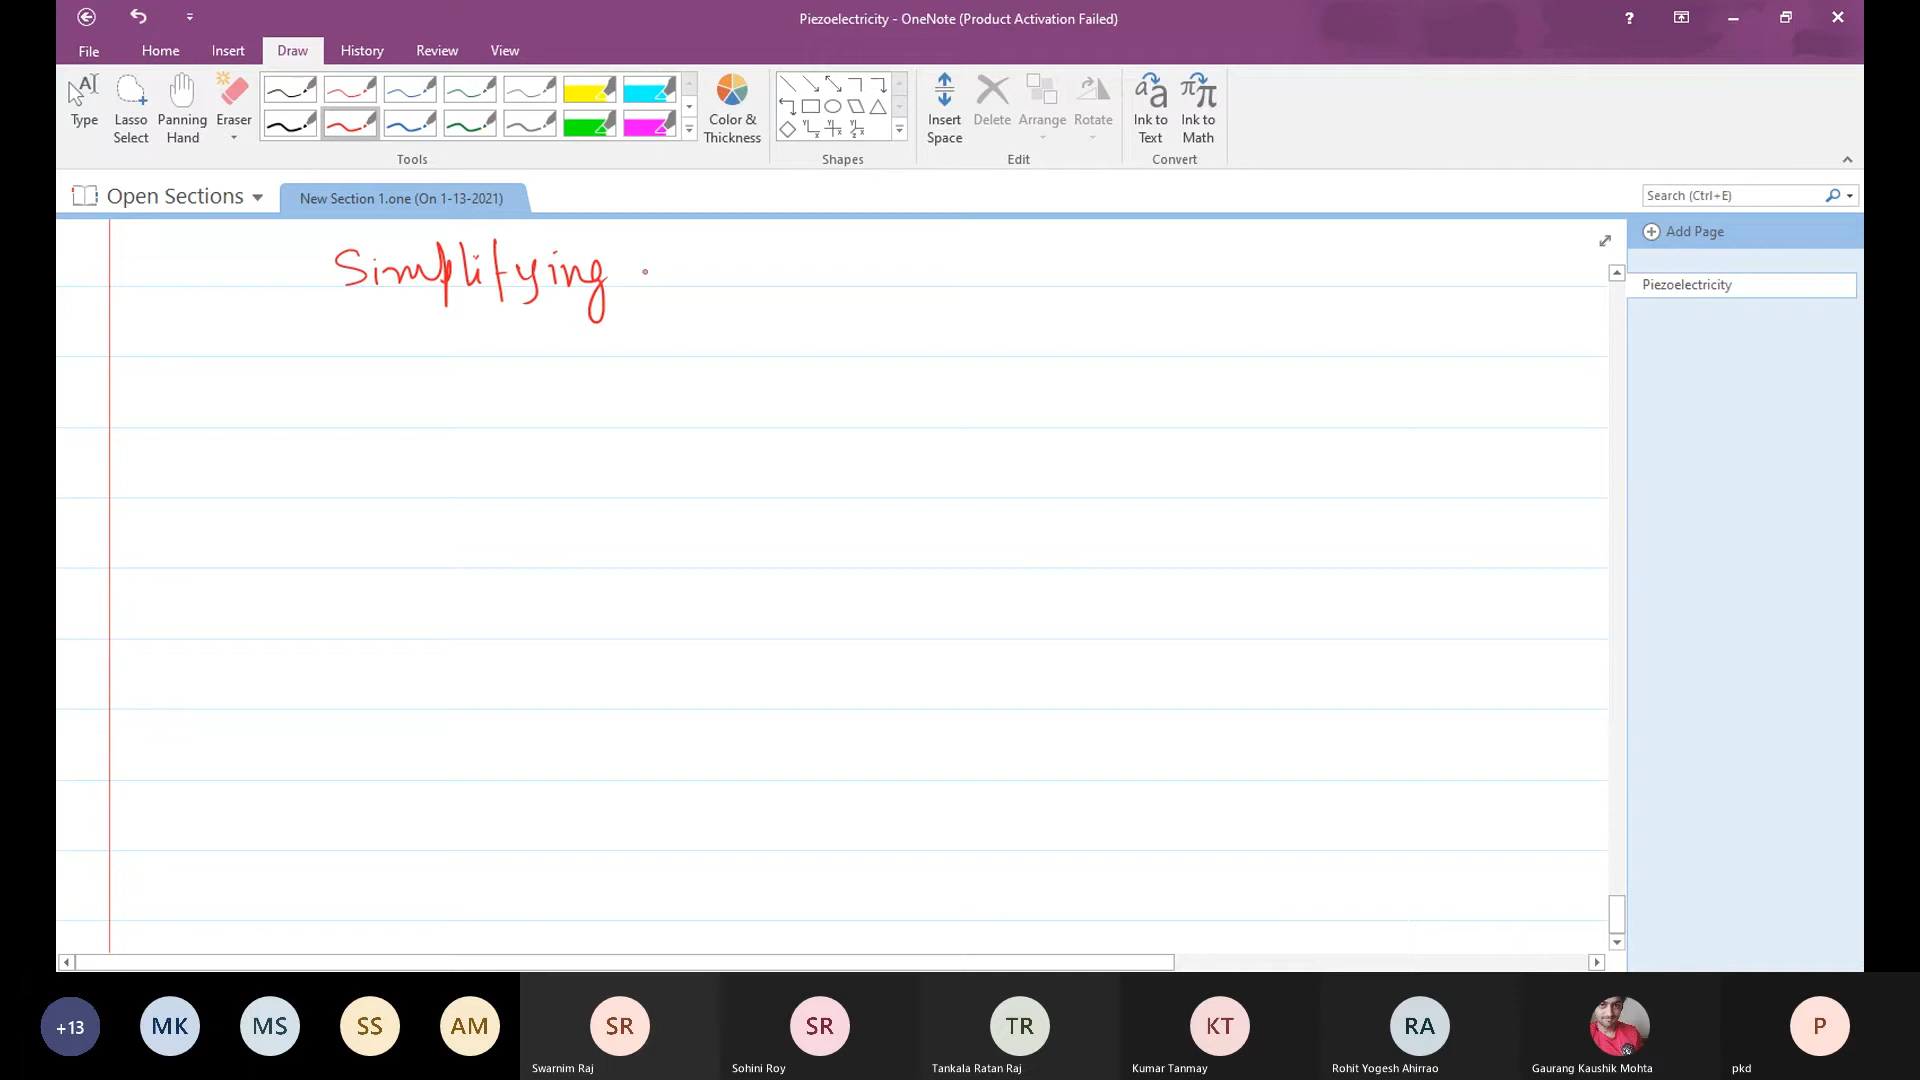 Piezoelectricity - OneNote (Product Activation Failed)
?
File Home Insert Draw History Review View
Type
Lasso Select
Panning Hand
Eraser
Color & Thickness
Insert Space
Delete
Arrange
Rotate
Ink to Text
Ink to Math
Tools
Shapes
Edit
Convert
Open Sections
New Section 1.one (On 1-13-2021)
Search (Ctrl+E)
Add Page
Piezoelectricity
Simplifying
+13 MK MS SS AM SR SR TR KT RA P
Swarnim Raj Sohini Roy Tankala Ratan Raj Kumar Tanmay Rohit Yogesh Ahirrao Gaurang Kaushik Mohta pkd